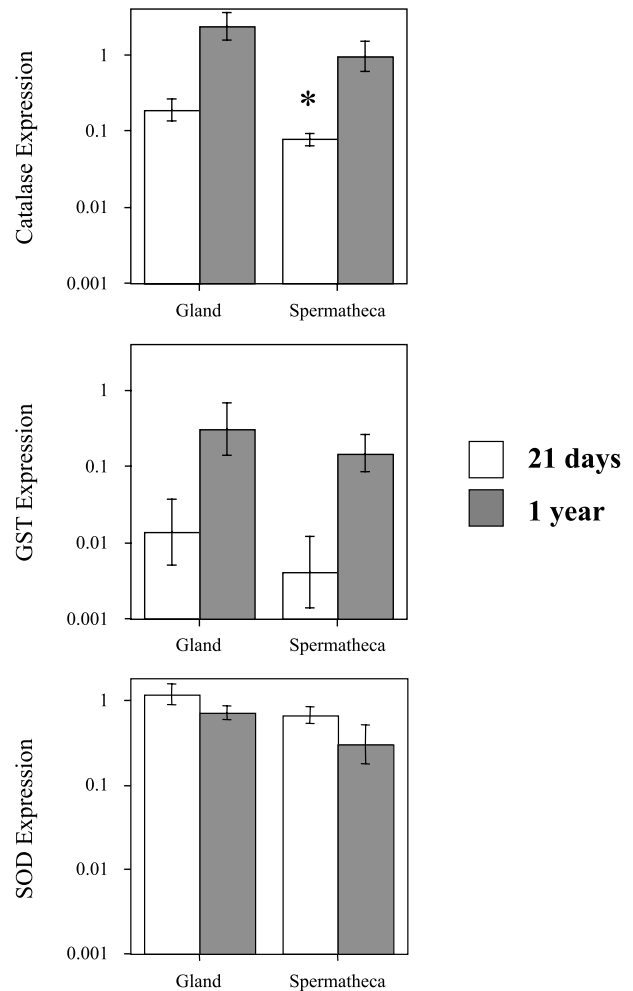 Catalase Expression
1
0.1
0.01
0.001
*
Gland Spermatheca
GST Expression
1
0.1
0.01
0.001
Gland Spermatheca
21 days
1 year
SOD Expression
1
0.1
0.01
0.001
Gland Spermatheca